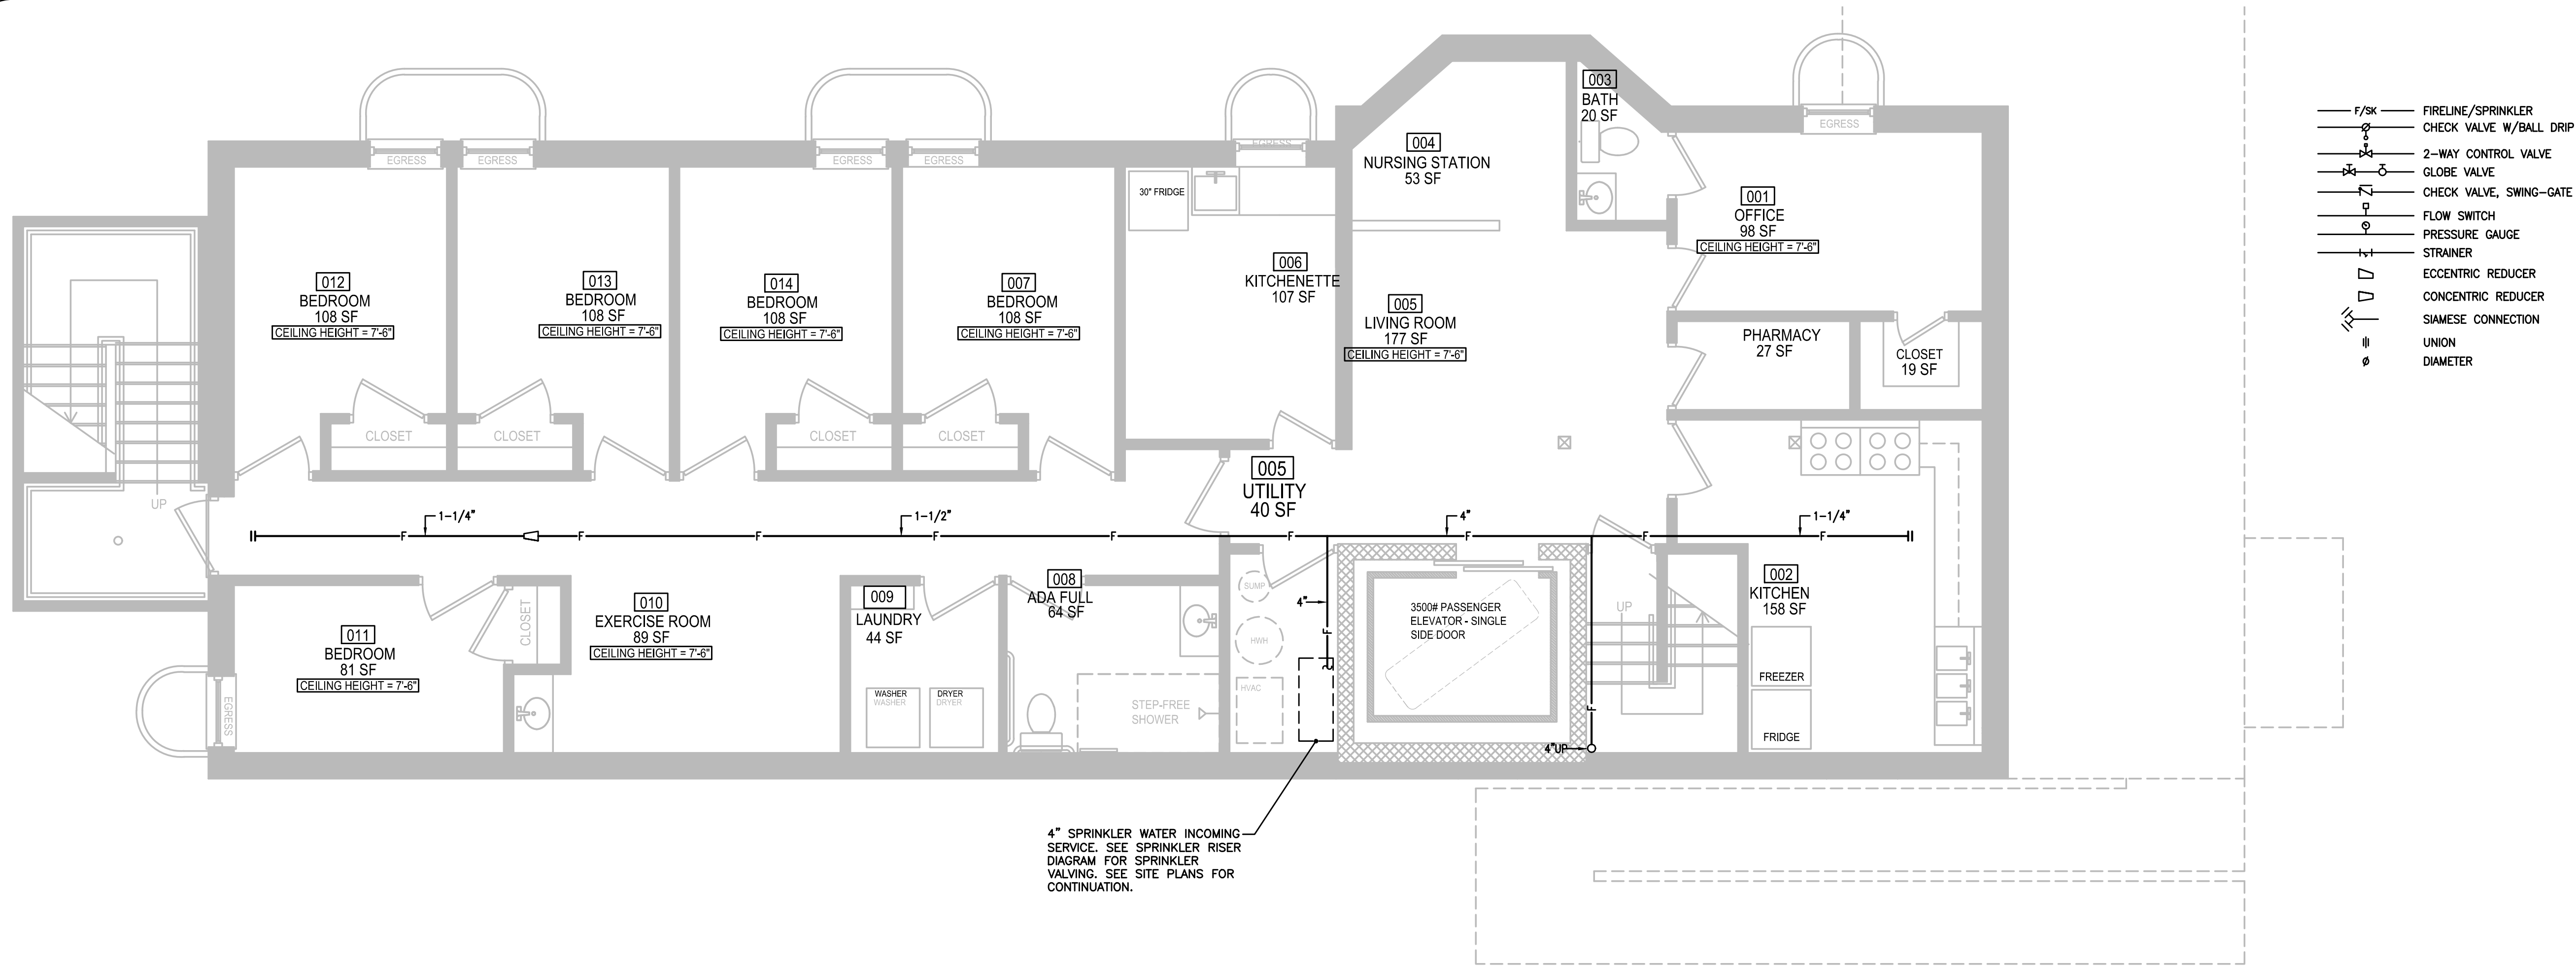 003
BATH
20 SF
EGRESS
F/SK
FIRELINE/SPRINKLER
CHECK VALVE W/BALL DRIP
2-WAY CONTROL VALVE
GLOBE VALVE
CHECK VALVE, SWING-GATE
FLOW SWITCH
PRESSURE GAUGE
STRAINER
ECCENTRIC REDUCER
CONCENTRIC REDUCER
SIAMESE CONNECTION
UNION
Ø DIAMETER
EGRESS
EGRESS
EGRESS
EGRESS
EGRESS
004
NURSING STATION
53 SF
30" FRIDGE
001
OFFICE
98 SF
CEILING HEIGHT = 7'-6"
012
BEDROOM
108 SF
CEILING HEIGHT = 7'-6"
013
BEDROOM
108 SF
CEILING HEIGHT = 7'-6"
014
BEDROOM
108 SF
CEILING HEIGHT = 7'-6"
007
BEDROOM
108 SF
CEILING HEIGHT = 7'-6"
006
KITCHENETTE
107 SF
005
LIVING ROOM
177 SF
CEILING HEIGHT = 7'-6"
PHARMACY
27 SF
CLOSET
19 SF
CLOSET
CLOSET
CLOSET
CLOSET
005
UTILITY
40 SF
UP
1-1/4"
1-1/2"
4"
1-1/4"
F
F
F
F
F
F
F
F
F
011
BEDROOM
81 SF
CEILING HEIGHT = 7'-6"
EGRESS
CLOSET
010
EXERCISE ROOM
89 SF
CEILING HEIGHT = 7'-6"
009
LAUNDRY
44 SF
WASHER
WASHER
DRYER
DRYER
008
ADA FULL
64 SF
STEP-FREE
SHOWER
SUMP
HWH
HVAC
4"
F
3500# PASSENGER
ELEVATOR - SINGLE
SIDE DOOR
F
4"UP
UP
002
KITCHEN
158 SF
FREEZER
FRIDGE
4" SPRINKLER WATER INCOMING
SERVICE. SEE SPRINKLER RISER
DIAGRAM FOR SPRINKLER
VALVING. SEE SITE PLANS FOR
CONTINUATION.